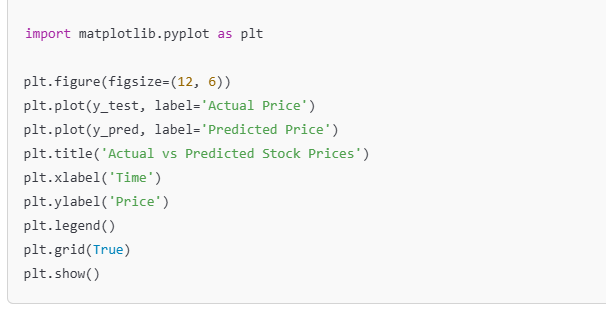 import matplotlib.pyplot as plt
plt.figure(figsize=(12, 6))
plt.plot(y_test, label='Actual Price')
plt.plot(y_pred, label='Predicted Price')
plt.title('Actual vs Predicted Stock Prices')
plt.xlabel('Time')
plt.ylabel('Price')
plt.legend()
plt.grid(True)
plt.show()